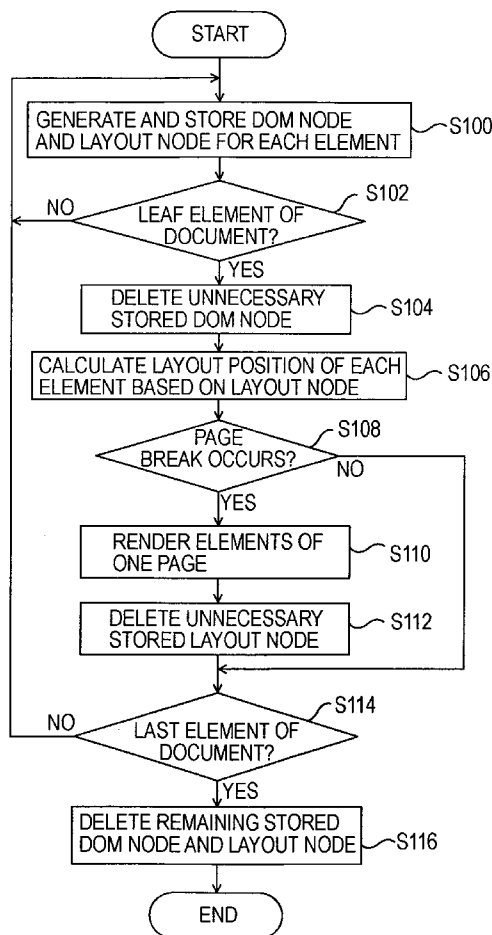 START
GENERATE AND STORE DOM NODE
AND LAYOUT NODE FOR EACH ELEMENT
S100
S102
NO
LEAF ELEMENT OF
DOCUMENT?
YES
DELETE UNNECESSARY
STORED DOM NODE
S104
CALCULATE LAYOUT POSITION OF EACH
ELEMENT BASED ON LAYOUT NODE
S106
S108
PAGE
BREAK OCCURS?
NO
YES
RENDER ELEMENTS OF
ONE PAGE
S110
DELETE UNNECESSARY
STORED LAYOUT NODE
S112
S114
NO
LAST ELEMENT OF
DOCUMENT?
YES
DELETE REMAINING STORED
DOM NODE AND LAYOUT NODE
S116
END